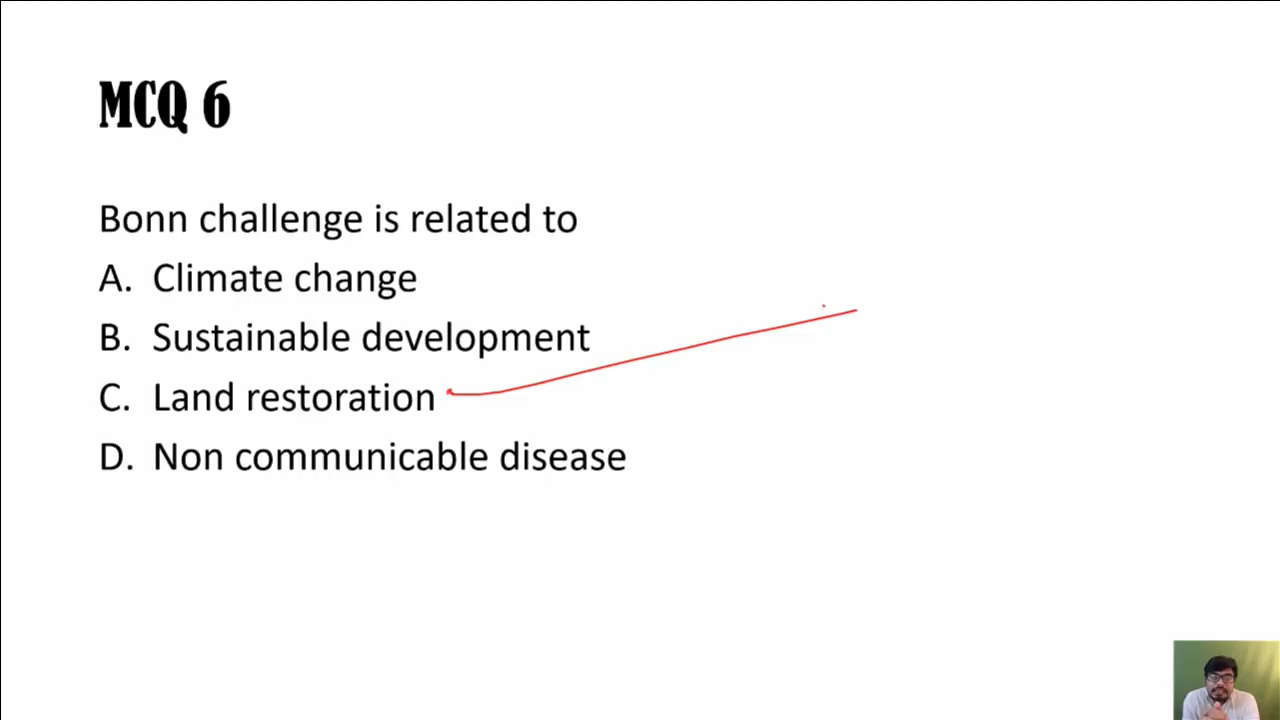 MCQ 6
Bonn challenge is related to
A. Climate change
B. Sustainable development
C. Land restoration
D. Non communicable disease